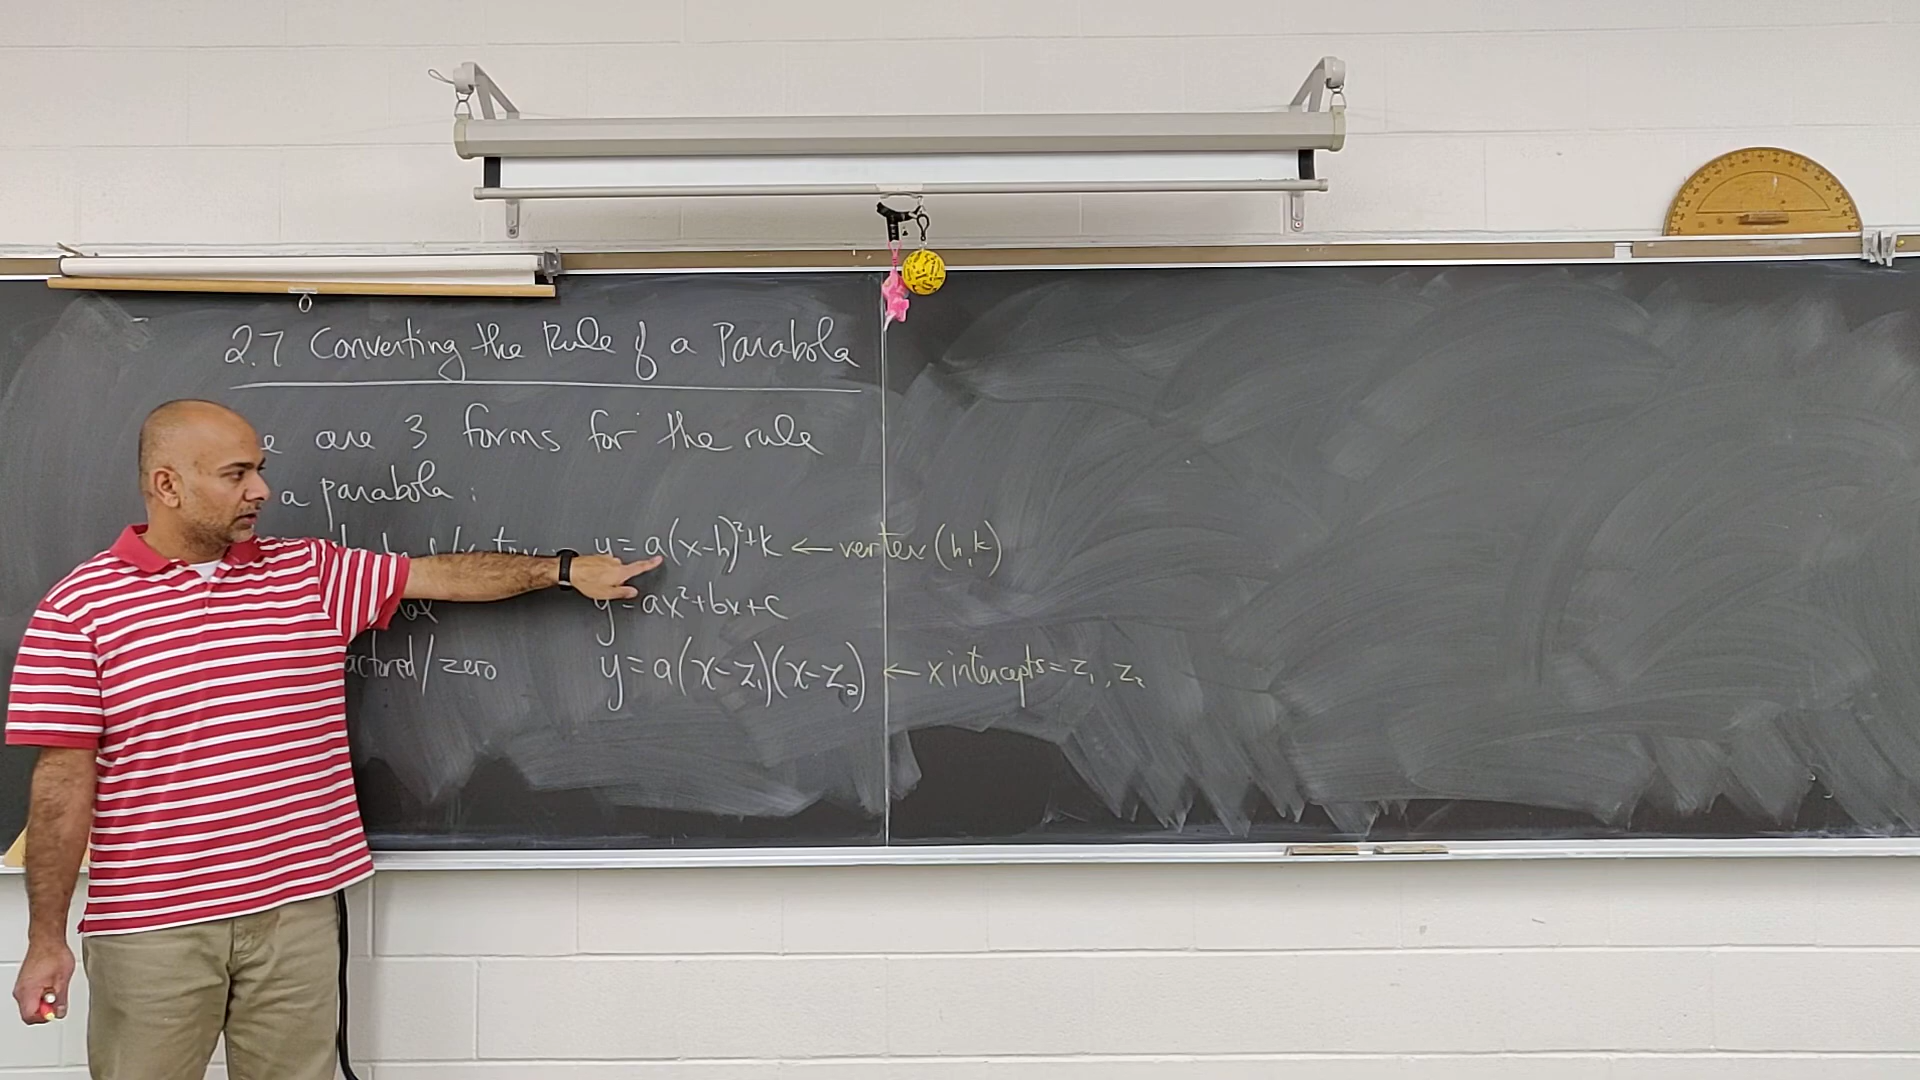 2.7 Converting the Rule of a Parabola
are 3 forms for the rule
a parabola:
y=a(x-h)²+k ← vertex (h,k)
y=ax²+bx+c
/zero y=a(x-z₁)(x-z₂) ← x intercepts = z₁, z₂